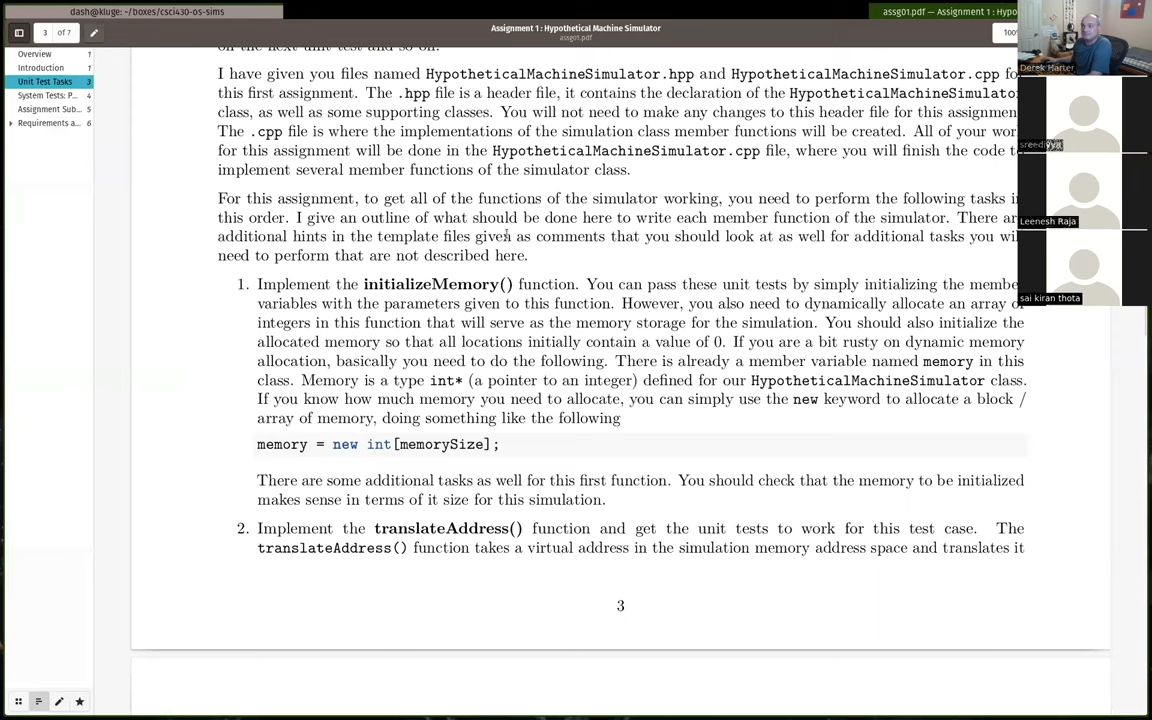 dash@kluge: ~/boxes/csci430-os-sims
assg01.pdf — Assignment 1 : Hypo
3 of 7
Assignment 1 : Hypothetical Machine Simulator
assg01.pdf
100%
Overview 1
Introduction 1
Unit Test Tasks 3
System Tests: P... 4
Assignment Sub... 5
Requirements a... 6
on the next unit test and so on.
I have given you files named HypotheticalMachineSimulator.hpp and HypotheticalMachineSimulator.cpp fo
this first assignment. The .hpp file is a header file, it contains the declaration of the HypotheticalMachineSimulato
class, as well as some supporting classes. You will not need to make any changes to this header file for this assignmen
The .cpp file is where the implementations of the simulation class member functions will be created. All of your wor
for this assignment will be done in the HypotheticalMachineSimulator.cpp file, where you will finish the code t
implement several member functions of the simulator class.
For this assignment, to get all of the functions of the simulator working, you need to perform the following tasks i
this order. I give an outline of what should be done here to write each member function of the simulator. There ar
additional hints in the template files given as comments that you should look at as well for additional tasks you wi
need to perform that are not described here.
1. Implement the initializeMemory() function. You can pass these unit tests by simply initializing the membe
variables with the parameters given to this function. However, you also need to dynamically allocate an array o
integers in this function that will serve as the memory storage for the simulation. You should also initialize the
allocated memory so that all locations initially contain a value of 0. If you are a bit rusty on dynamic memory
allocation, basically you need to do the following. There is already a member variable named memory in this
class. Memory is a type int* (a pointer to an integer) defined for our HypotheticalMachineSimulator class.
If you know how much memory you need to allocate, you can simply use the new keyword to allocate a block /
array of memory, doing something like the following
memory = new int[memorySize];
There are some additional tasks as well for this first function. You should check that the memory to be initialized
makes sense in terms of it size for this simulation.
2. Implement the translateAddress() function and get the unit tests to work for this test case. The
translateAddress() function takes a virtual address in the simulation memory address space and translates it
3
Derek Harter
Leenesh Raja
sai kiran thota